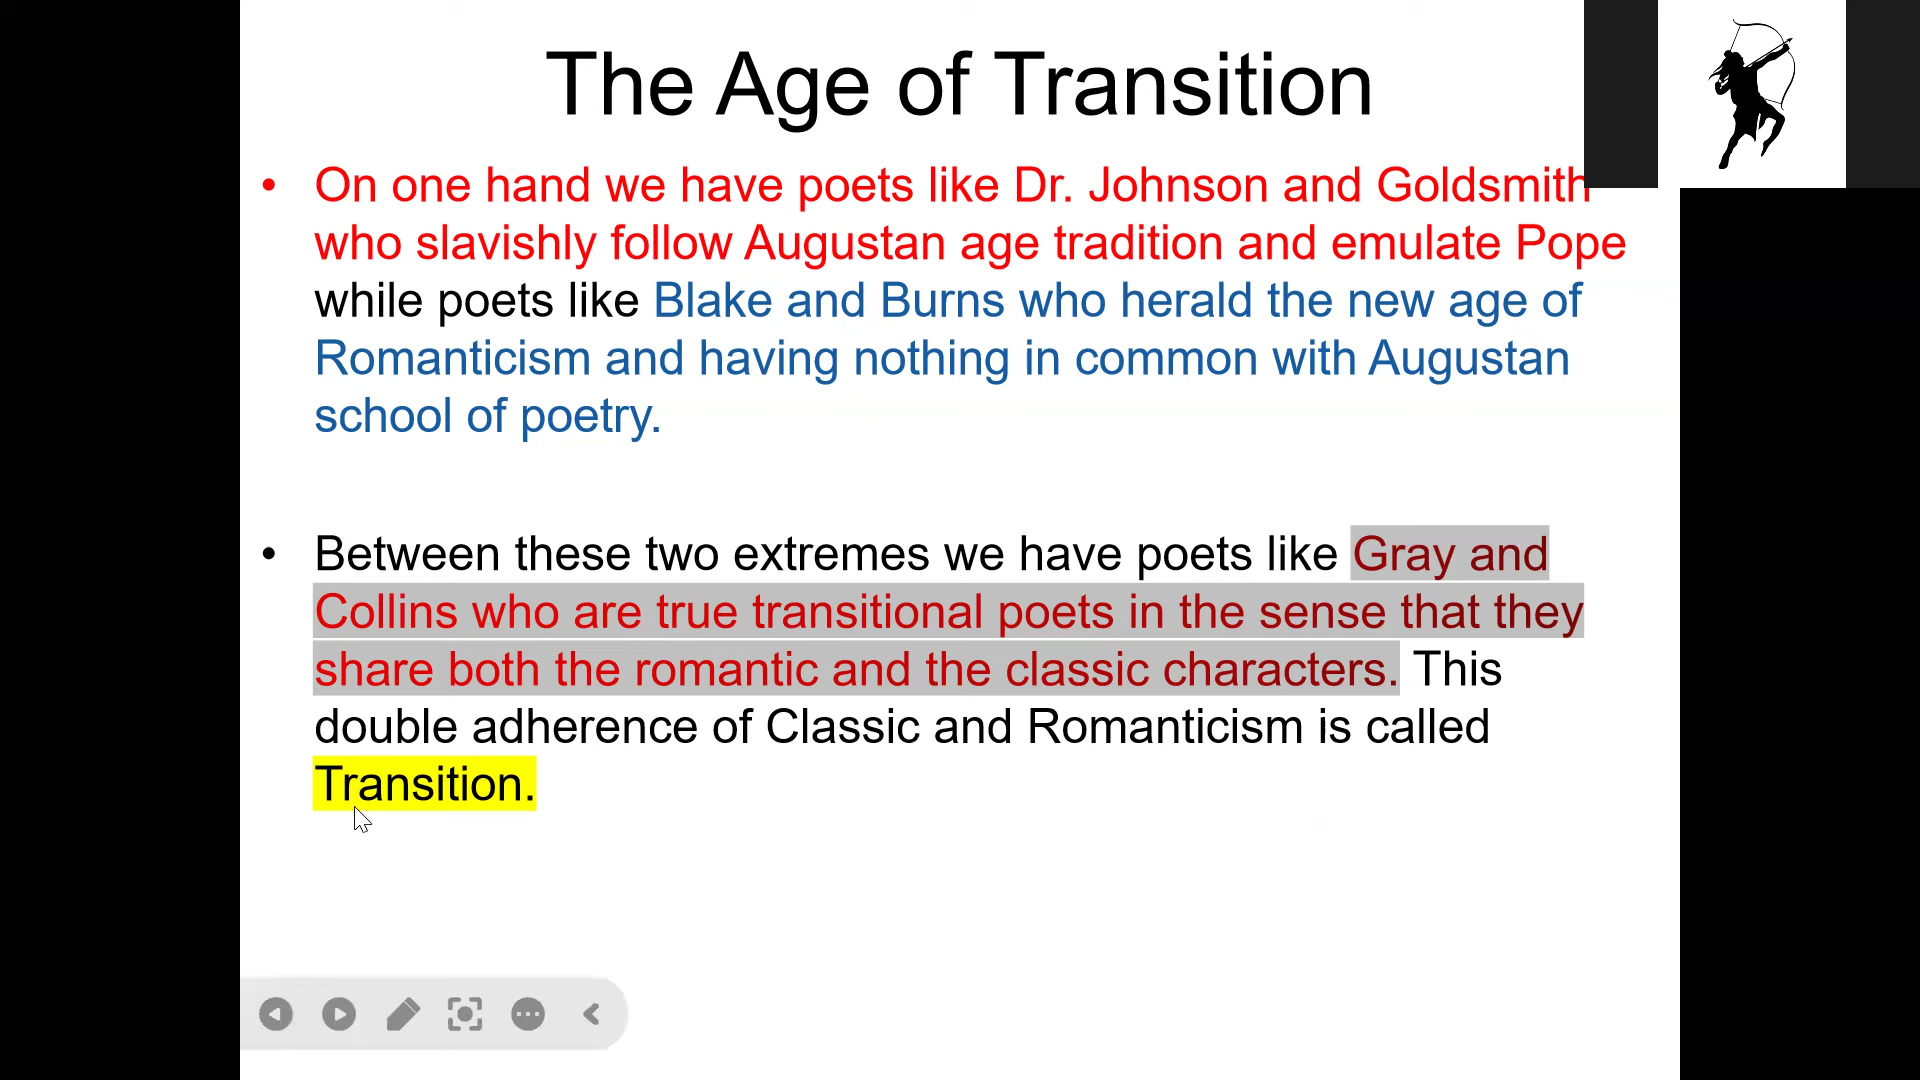 The Age of Transition
• On one hand we have poets like Dr. Johnson and Goldsmith
who slavishly follow Augustan age tradition and emulate Pope
while poets like Blake and Burns who herald the new age of
Romanticism and having nothing in common with Augustan
school of poetry.
• Between these two extremes we have poets like Gray and
Collins who are true transitional poets in the sense that they
share both the romantic and the classic characters. This
double adherence of Classic and Romanticism is called
Transition.